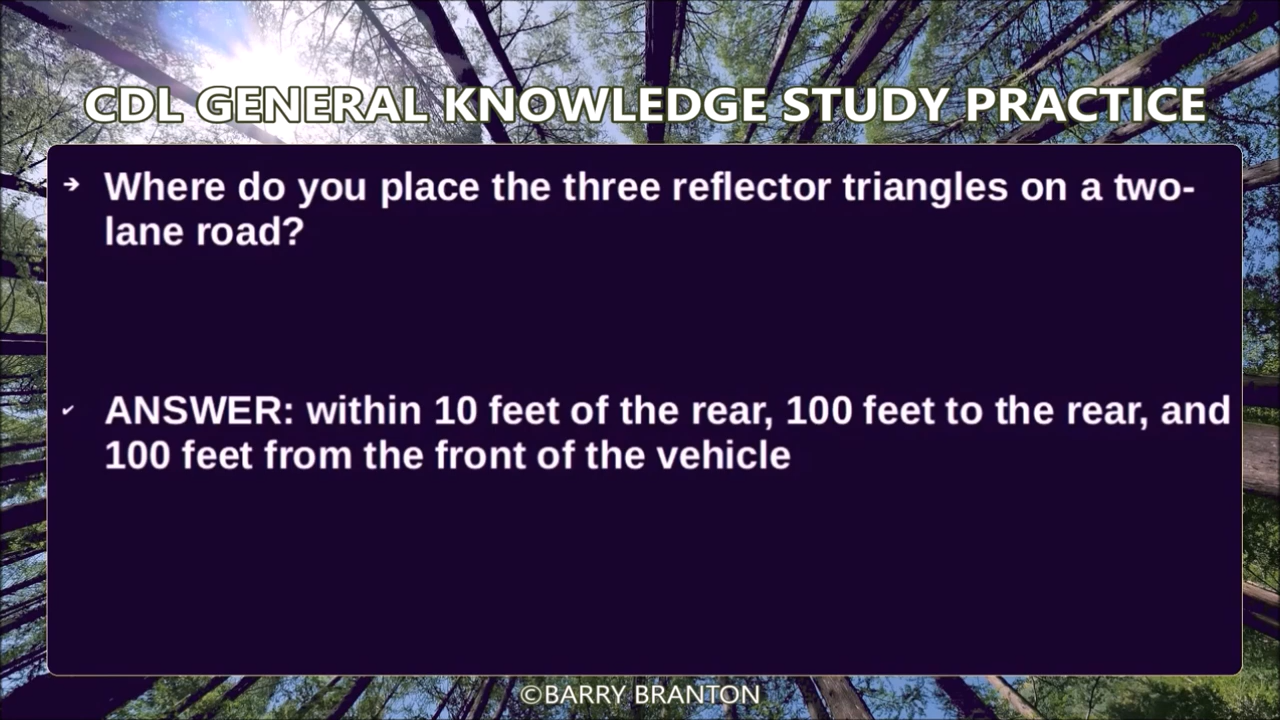 CDL GENERAL KNOWLEDGE STUDY PRACTICE
➔ Where do you place the three reflector triangles on a two-
lane road?
✔ ANSWER: within 10 feet of the rear, 100 feet to the rear, and
100 feet from the front of the vehicle
©BARRY BRANTON